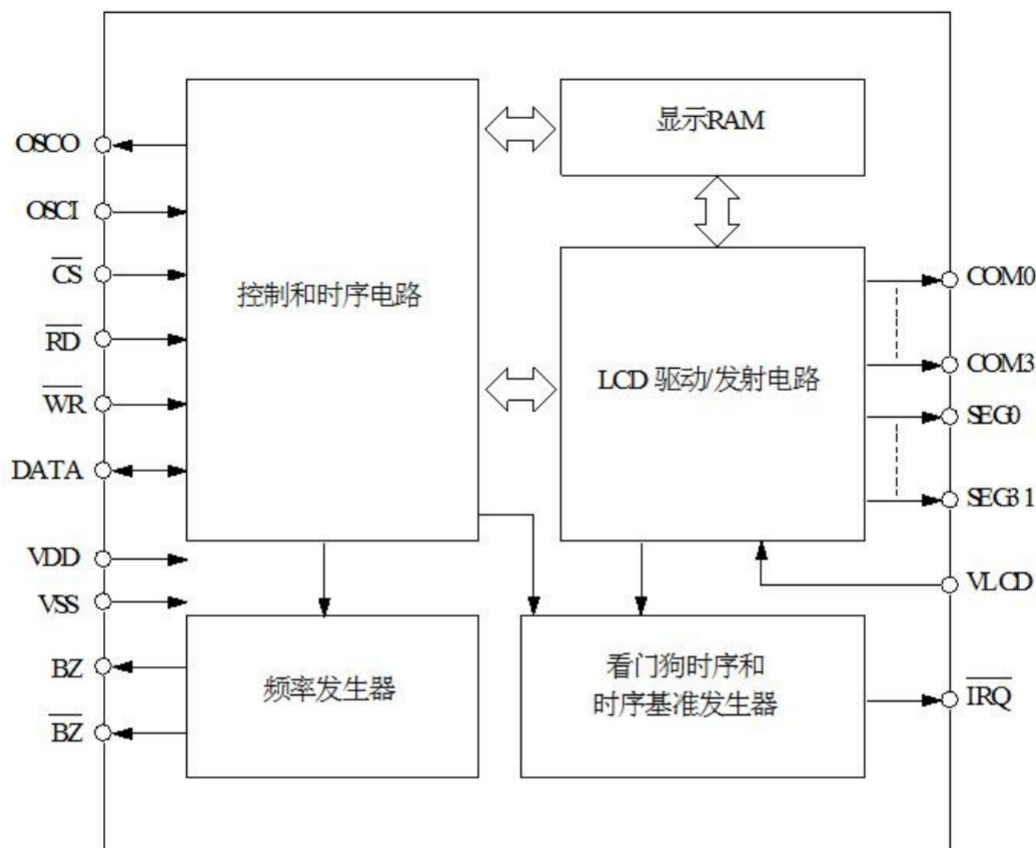 OSCO
OSCI
CS
RD
WR
DATA
VDD
VSS
BZ
BZ
控制和时序电路
显示RAM
LCD 驱动/发射电路
频率发生器
看门狗时序和
时序基准发生器
COM0
COM3
SEG0
SEG31
VLCD
IRQ